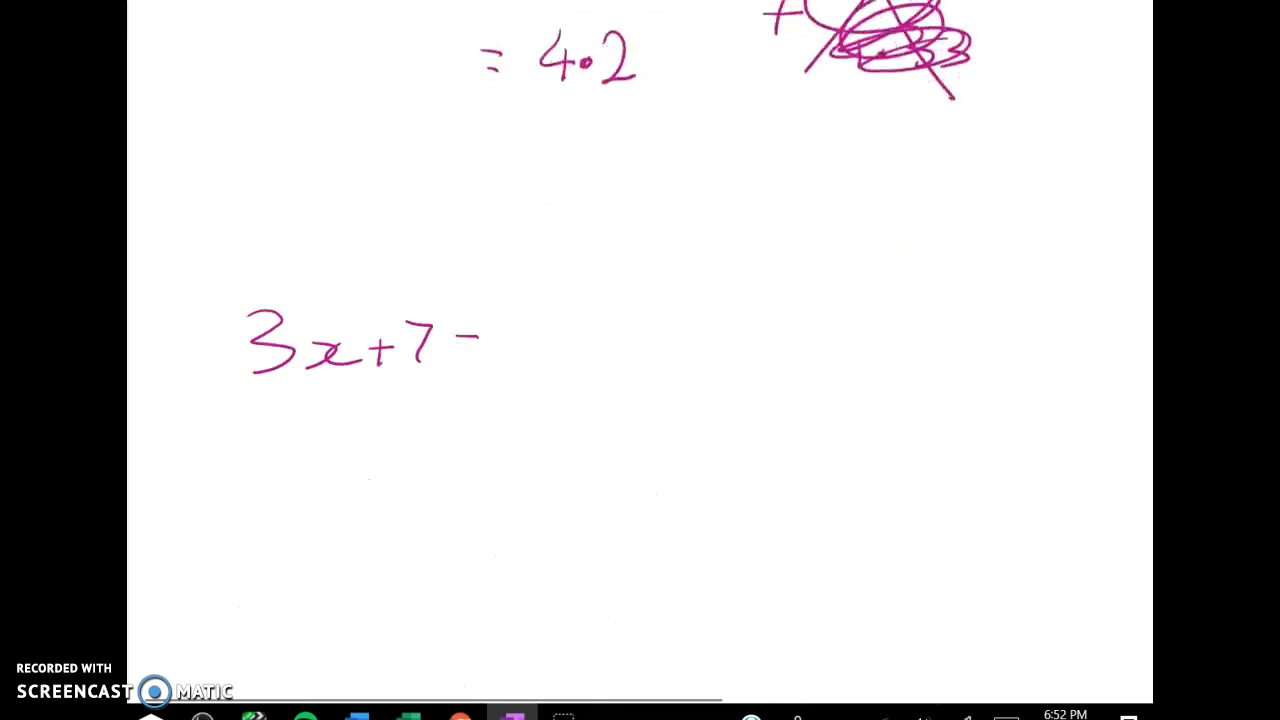 = 4.2
+
3x+7 -
RECORDED WITH
SCREENCAST MATIC
6:52 PM